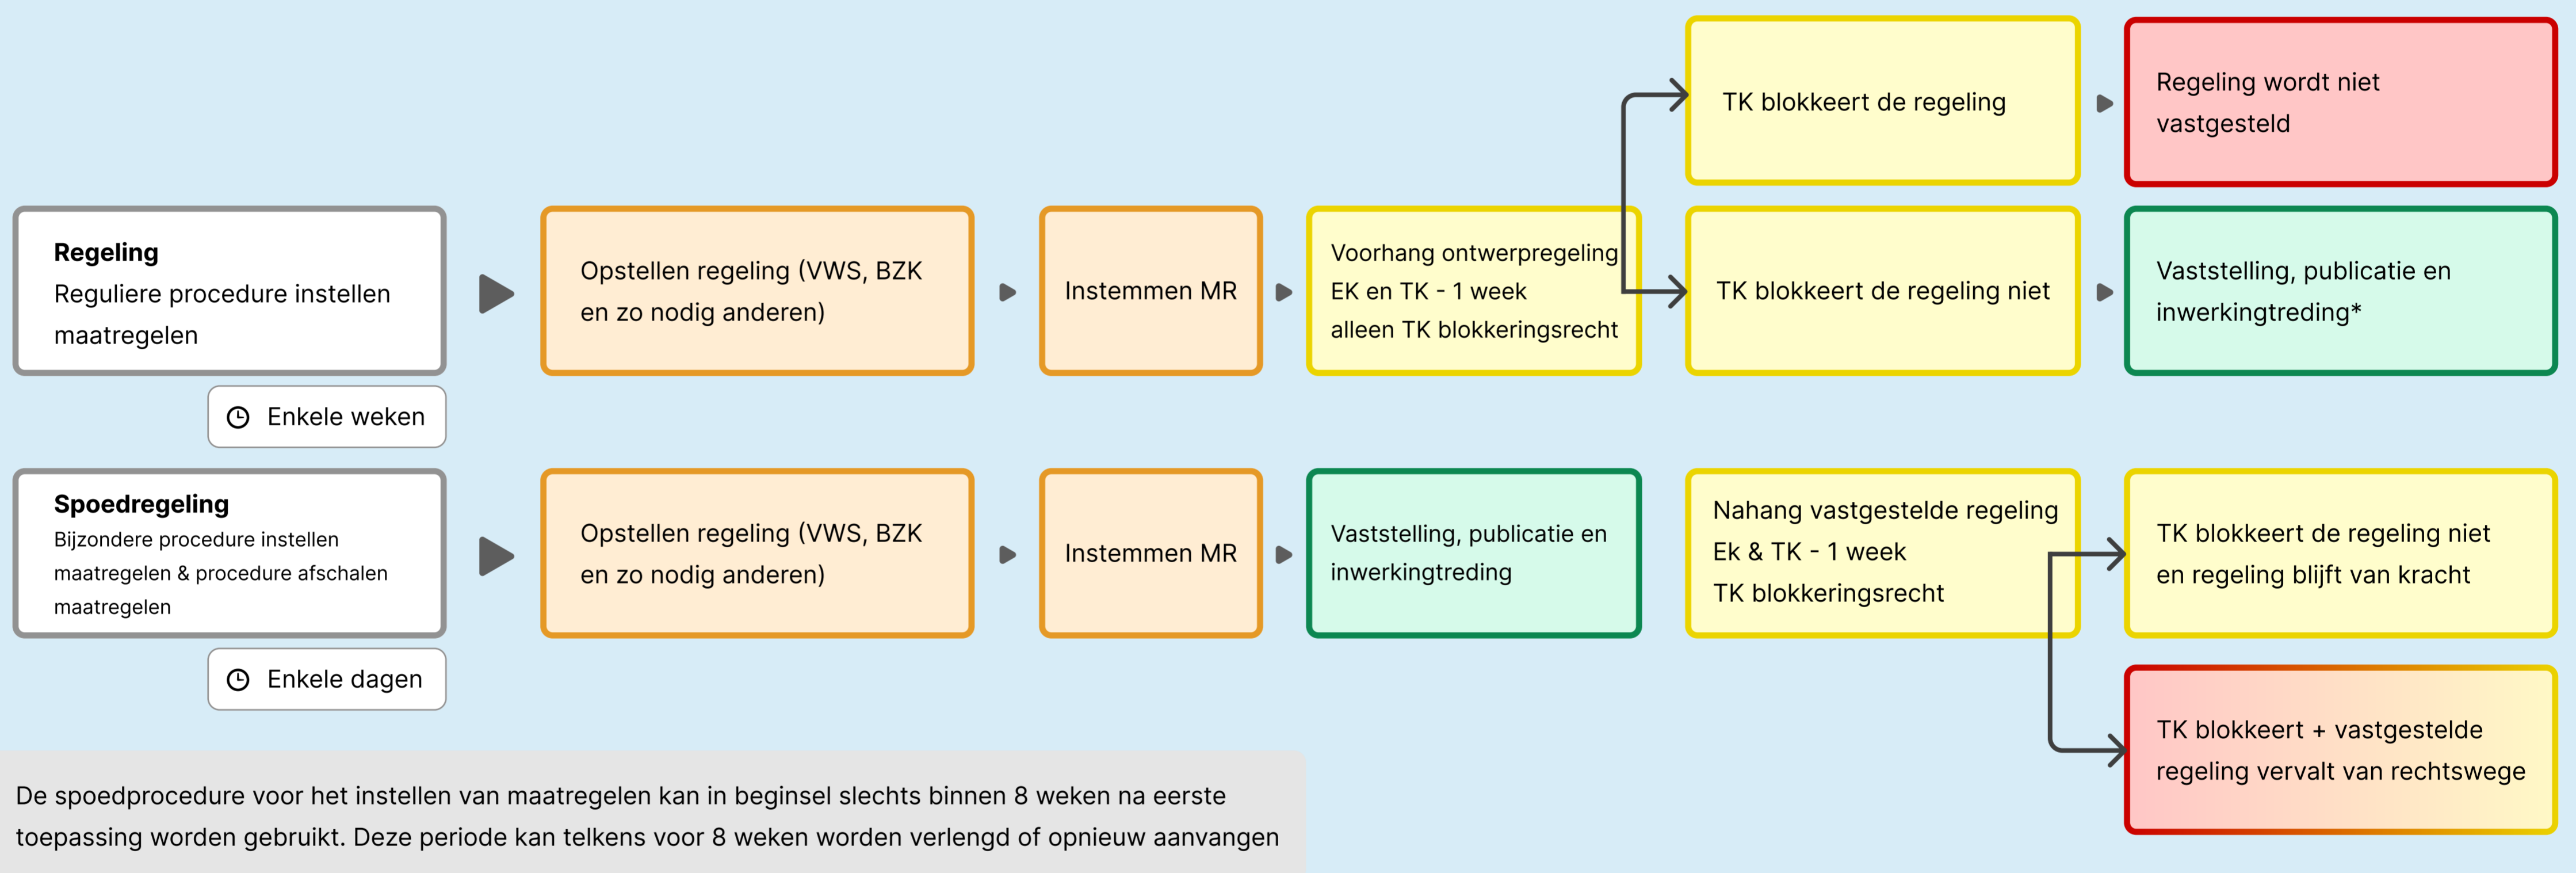 TK blokkeert de regeling
Regeling wordt niet
vastgesteld
Regeling
Reguliere procedure instellen
maatregelen
Opstellen regeling (VWS, BZK
en zo nodig anderen)
Instemmen MR
Voorhang ontwerpregeling
EK en TK - 1 week
alleen TK blokkeringsrecht
TK blokkeert de regeling niet
Vaststelling, publicatie en
inwerkingtreding*
Enkele weken
Spoedregeling
Bijzondere procedure instellen
maatregelen & procedure afschalen
maatregelen
Opstellen regeling (VWS, BZK
en zo nodig anderen)
Instemmen MR
Vaststelling, publicatie en
inwerkingtreding
Nahang vastgestelde regeling
Ek & TK - 1 week
TK blokkeringsrecht
TK blokkeert de regeling niet
en regeling blijft van kracht
Enkele dagen
TK blokkeert + vastgestelde
regeling vervalt van rechtswege
De spoedprocedure voor het instellen van maatregelen kan in beginsel slechts binnen 8 weken na eerste
toepassing worden gebruikt. Deze periode kan telkens voor 8 weken worden verlengd of opnieuw aanvangen